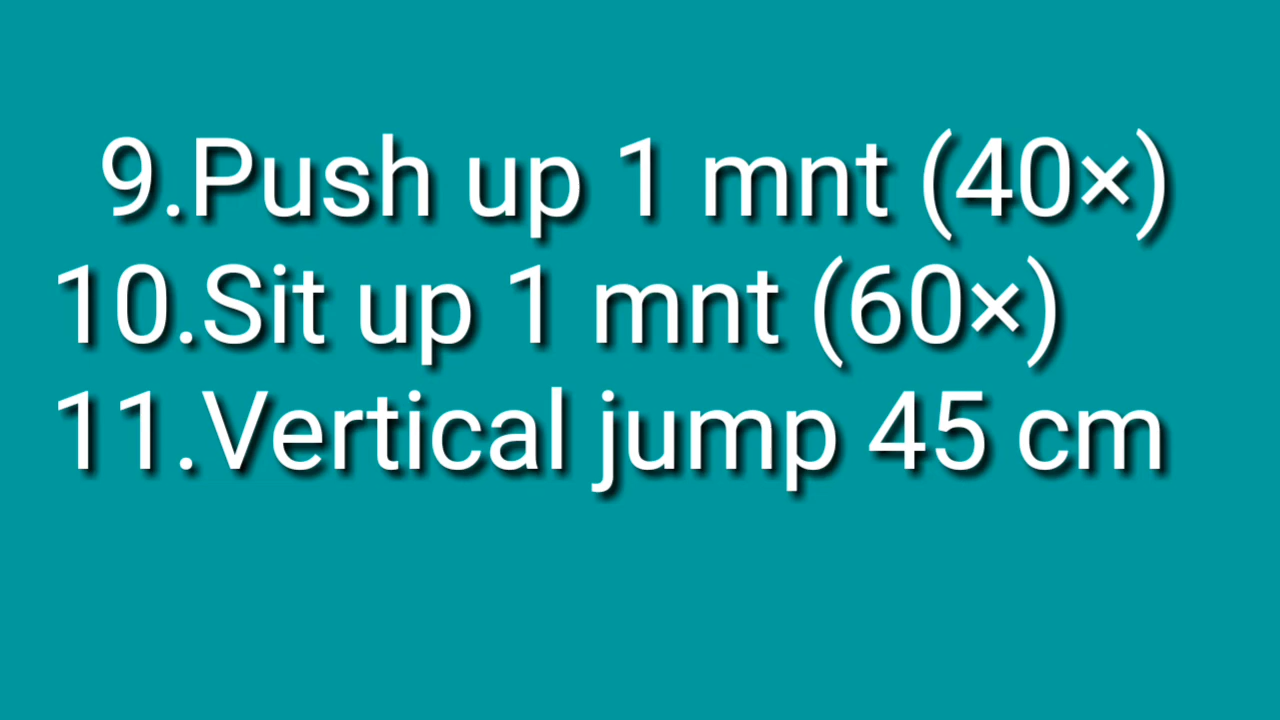 9.Push up 1 mnt (40×)
10.Sit up 1 mnt (60×)
11.Vertical jump 45 cm